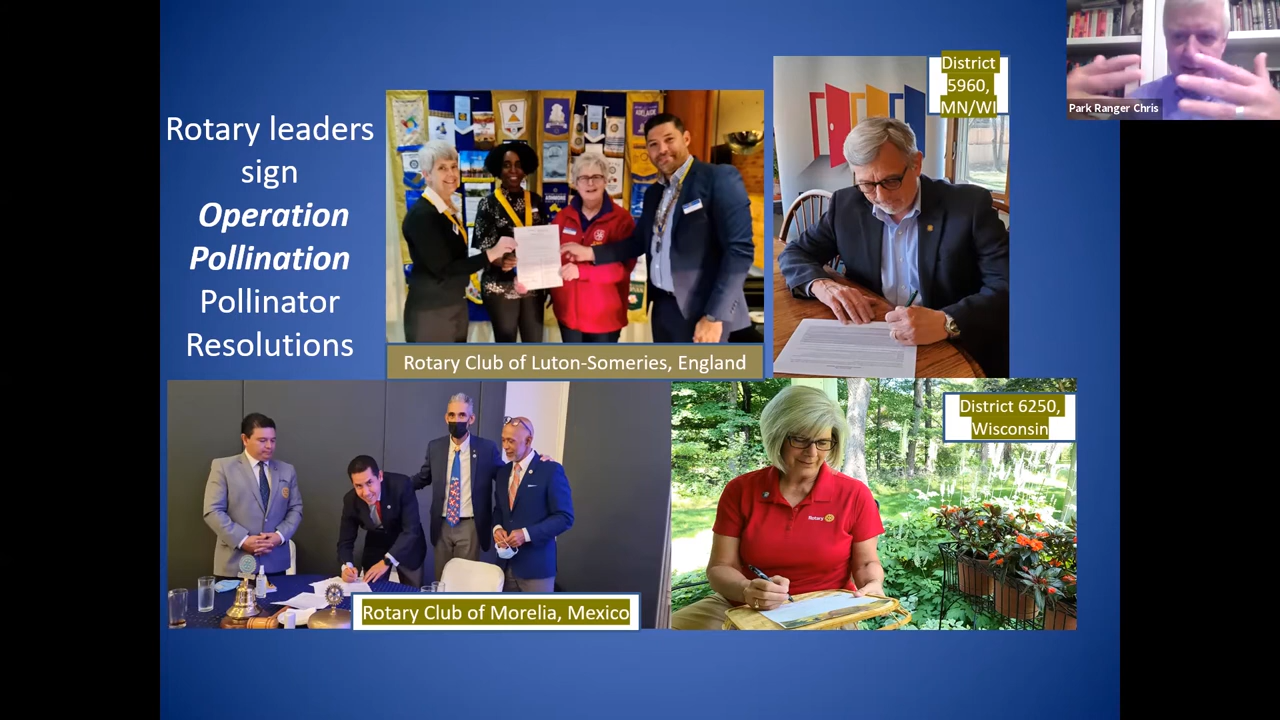 Rotary leaders
sign
Operation
Pollination
Pollinator
Resolutions
Rotary Club of Luton-Someries, England
District
5960,
MN/WI
Park Ranger Chris
Rotary Club of Morelia, Mexico
District 6250,
Wisconsin
Rotary